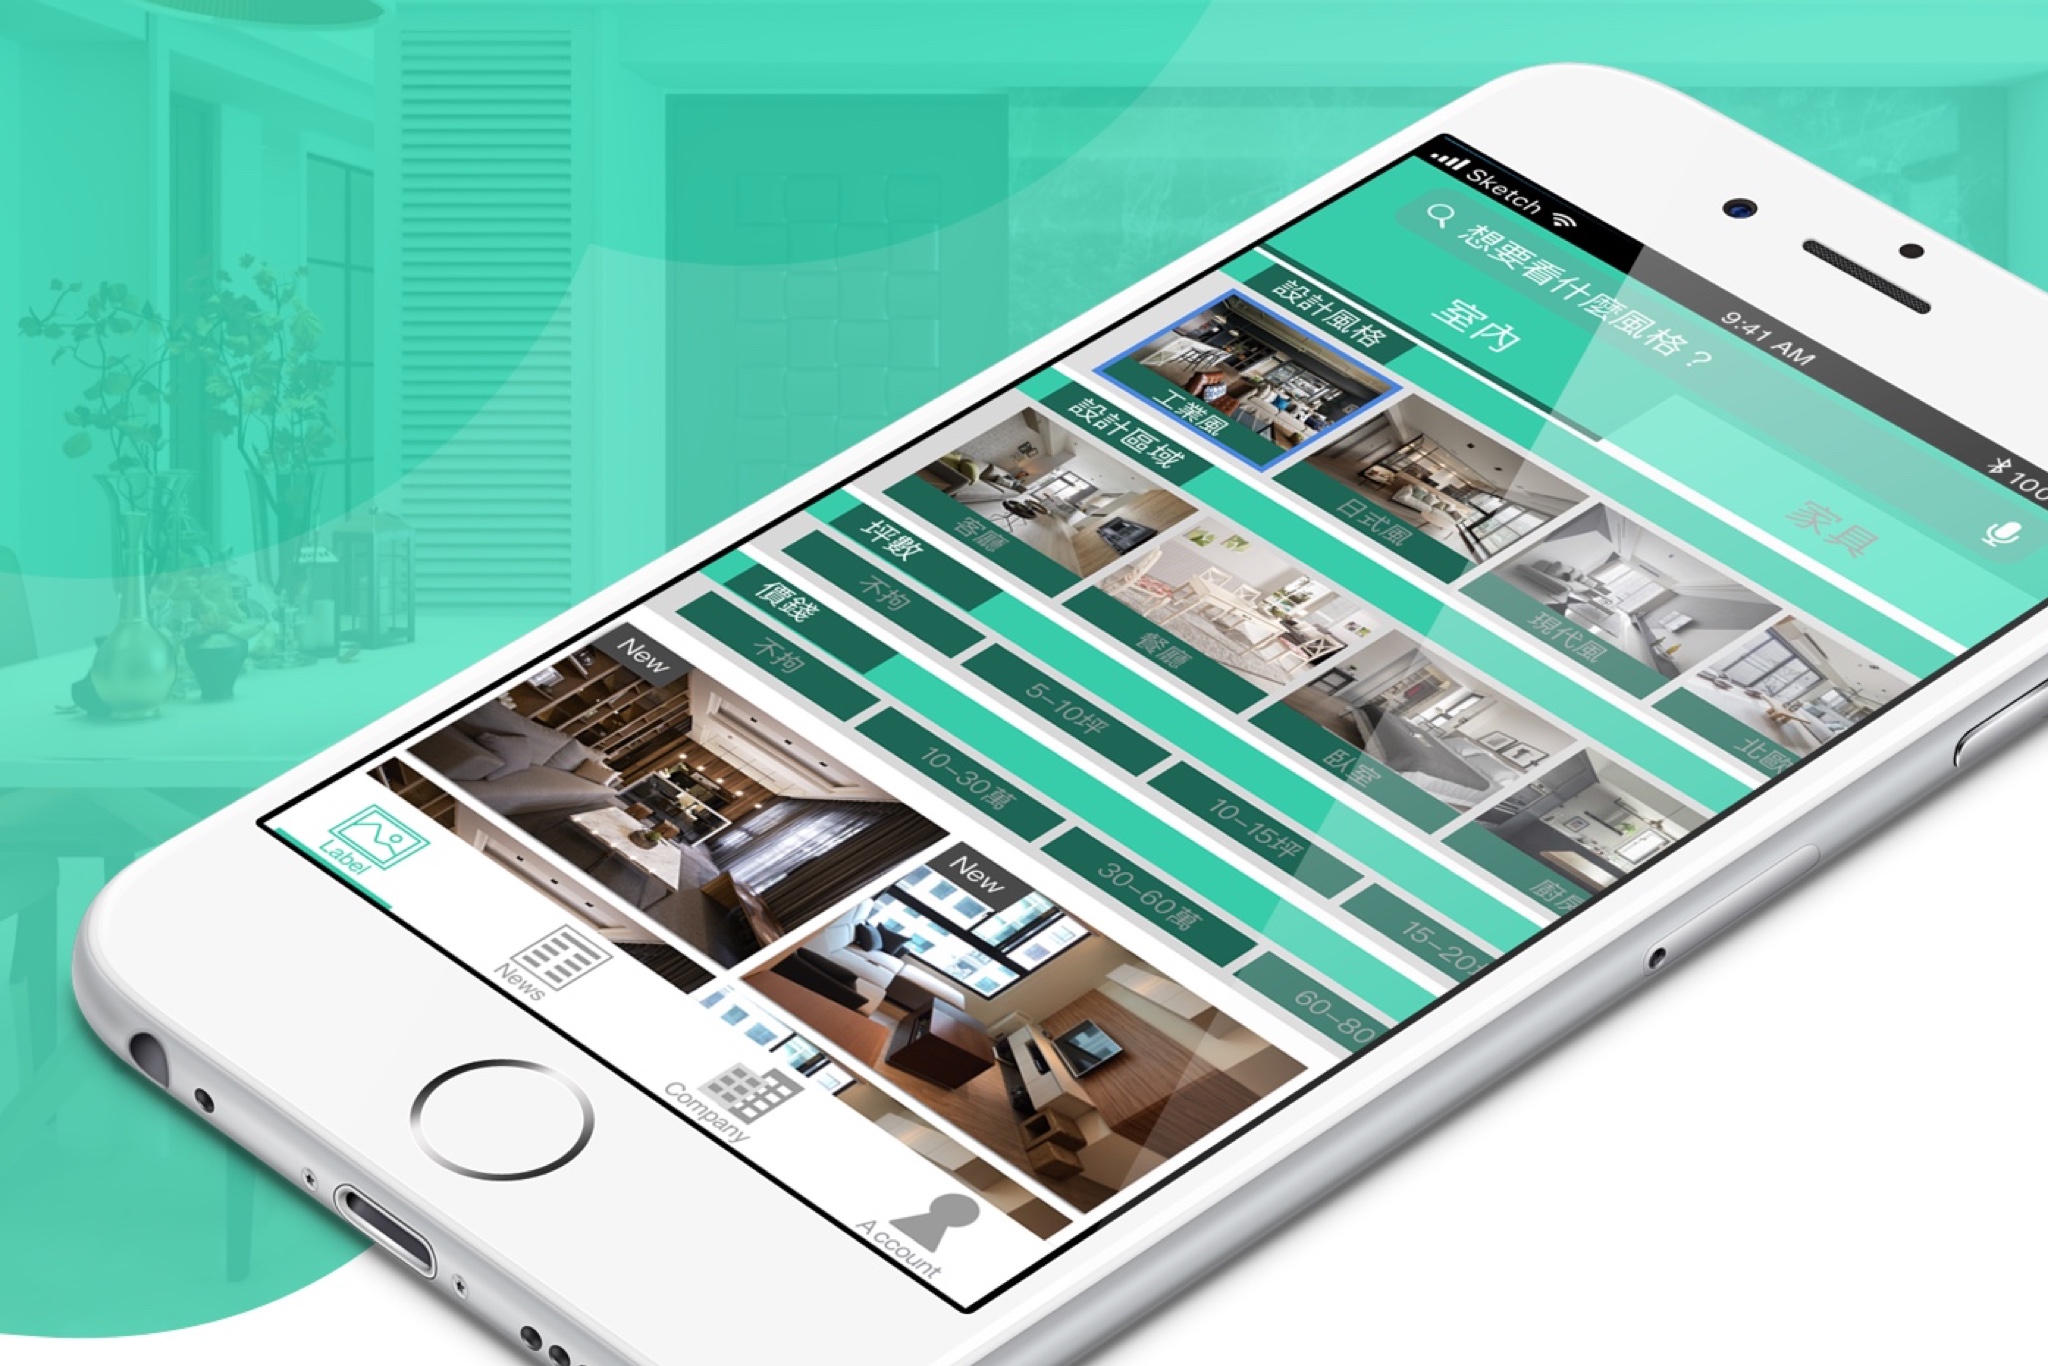 Sketch
9:41 AM
100
想要看什麼風格？
室內
家具
設計風格
工業風
日式風
現代風
北歐
設計區域
客廳
餐廳
臥室
廚房
坪數
不拘
5-10坪
10-15坪
15-20
價錢
不拘
10-30萬
30-60萬
60-80
New
New
Label
News
Company
Account